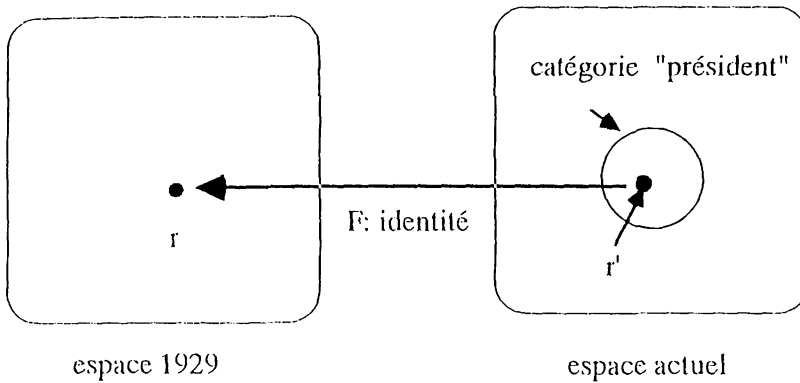 catégorie "président"
F: identité
r
r'
espace 1929
espace actuel